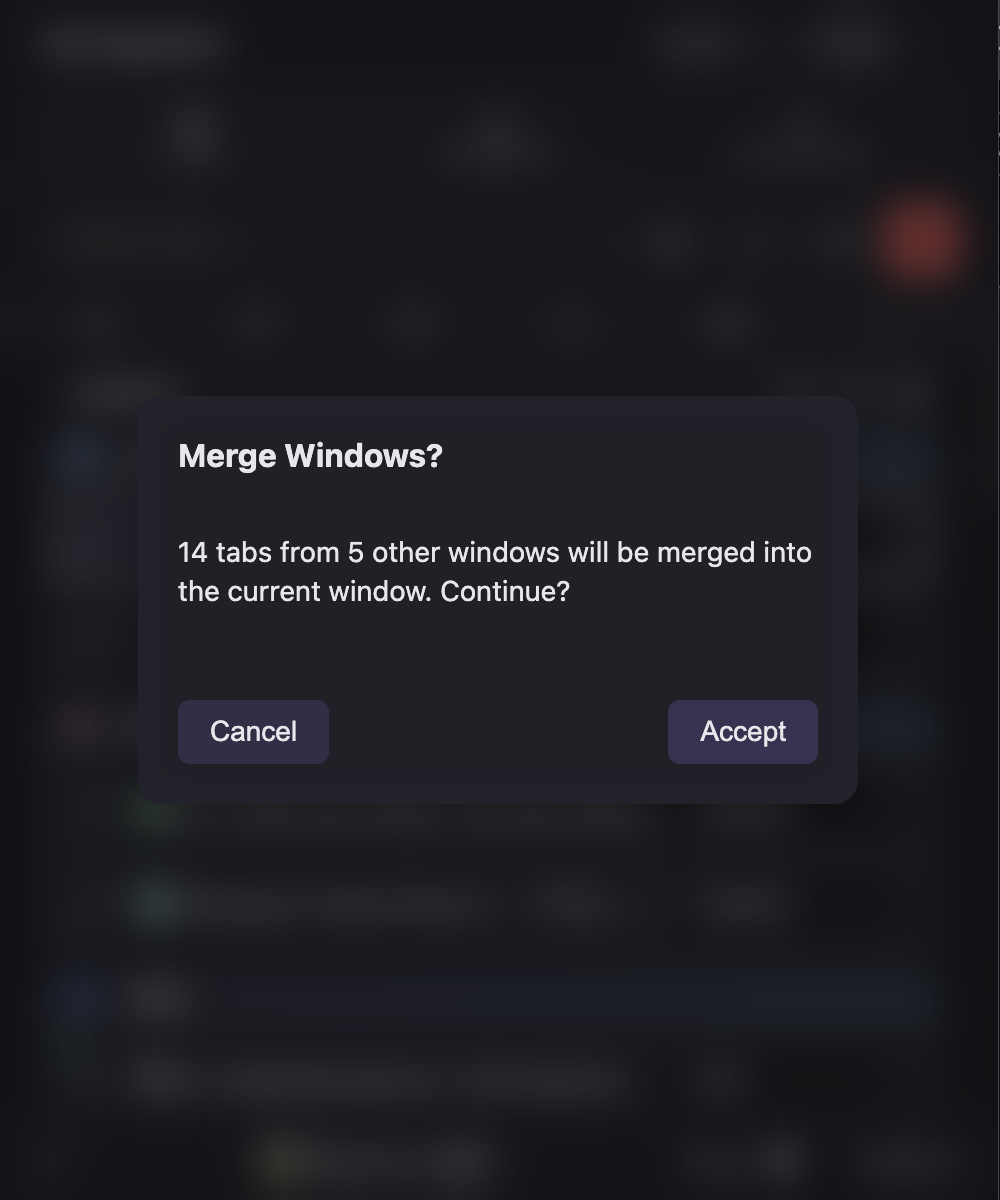 Merge Windows?
14 tabs from 5 other windows will be merged into
the current window. Continue?
Cancel
Accept